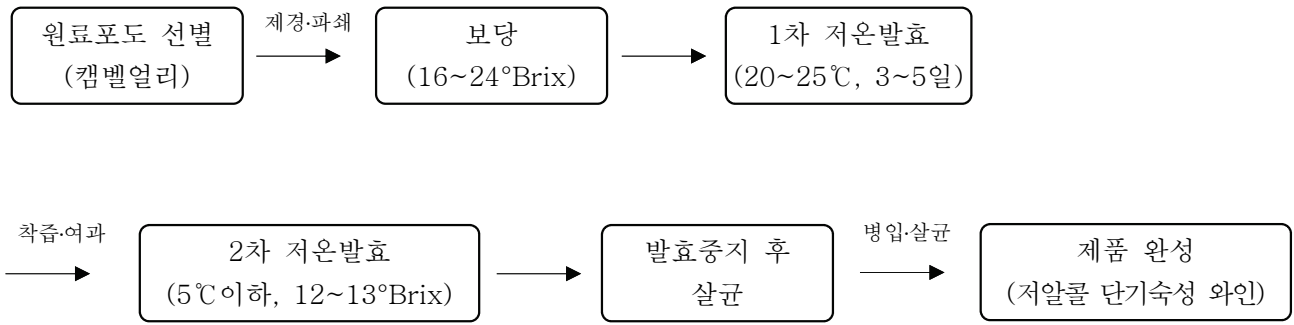 원료포도 선별
(캠벨얼리)
제경·파쇄
보당
(16~24°Brix)
1차 저온발효
(20~25℃, 3~5일)
착즙·여과
2차 저온발효
(5℃이하, 12~13°Brix)
발효중지 후
살균
병입·살균
제품 완성
(저알콜 단기숙성 와인)